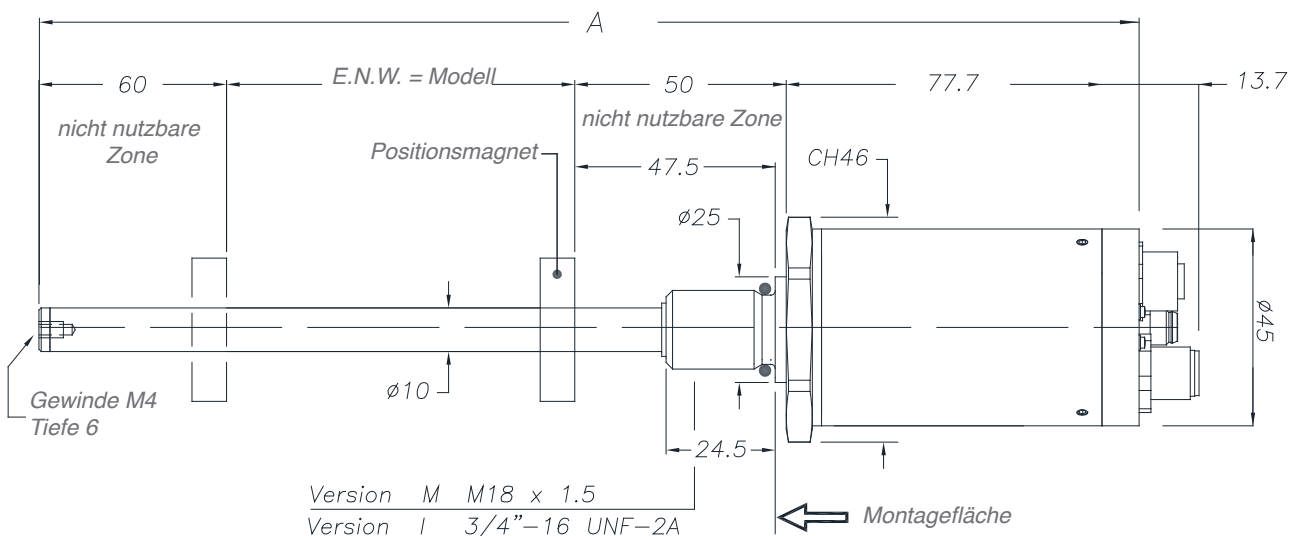 A
60
E.N.W. = Modell
50
77.7
13.7
nicht nutzbare
Zone
nicht nutzbare Zone
Positionsmagnet
47.5
CH46
ø25
ø45
ø10
Gewinde M4
Tiefe 6
24.5
Version M M18 x 1.5
Version I 3/4"-16 UNF-2A
Montagefläche